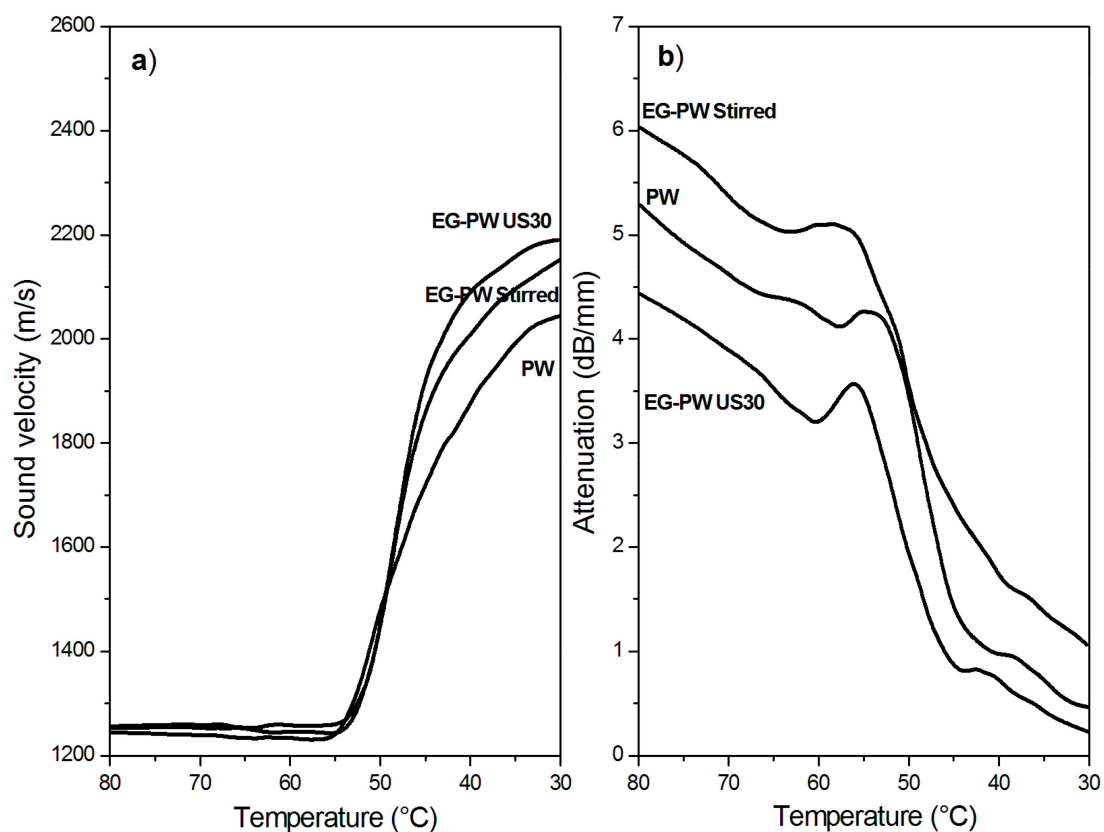 a)
2600
2400
2200
2000
1800
1600
1400
1200
Sound velocity (m/s)
EG-PW US30
EG-PW Stirred
PW
80 70 60 50 40 30
Temperature (°C)
b)
7
6
5
4
3
2
1
0
Attenuation (dB/mm)
EG-PW Stirred
PW
EG-PW US30
80 70 60 50 40 30
Temperature (°C)